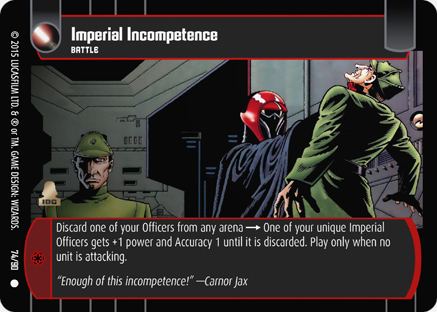 Imperial Incompetence
BATTLE
IDG
Discard one of your Officers from any arena → One of your unique Imperial
Officers gets +1 power and Accuracy 1 until it is discarded. Play only when no
unit is attacking.
“Enough of this incompetence!” —Carnor Jax
© 2015 LUCASFILM LTD. & ® or TM. GAME DESIGN: WIZARDS.
74/90